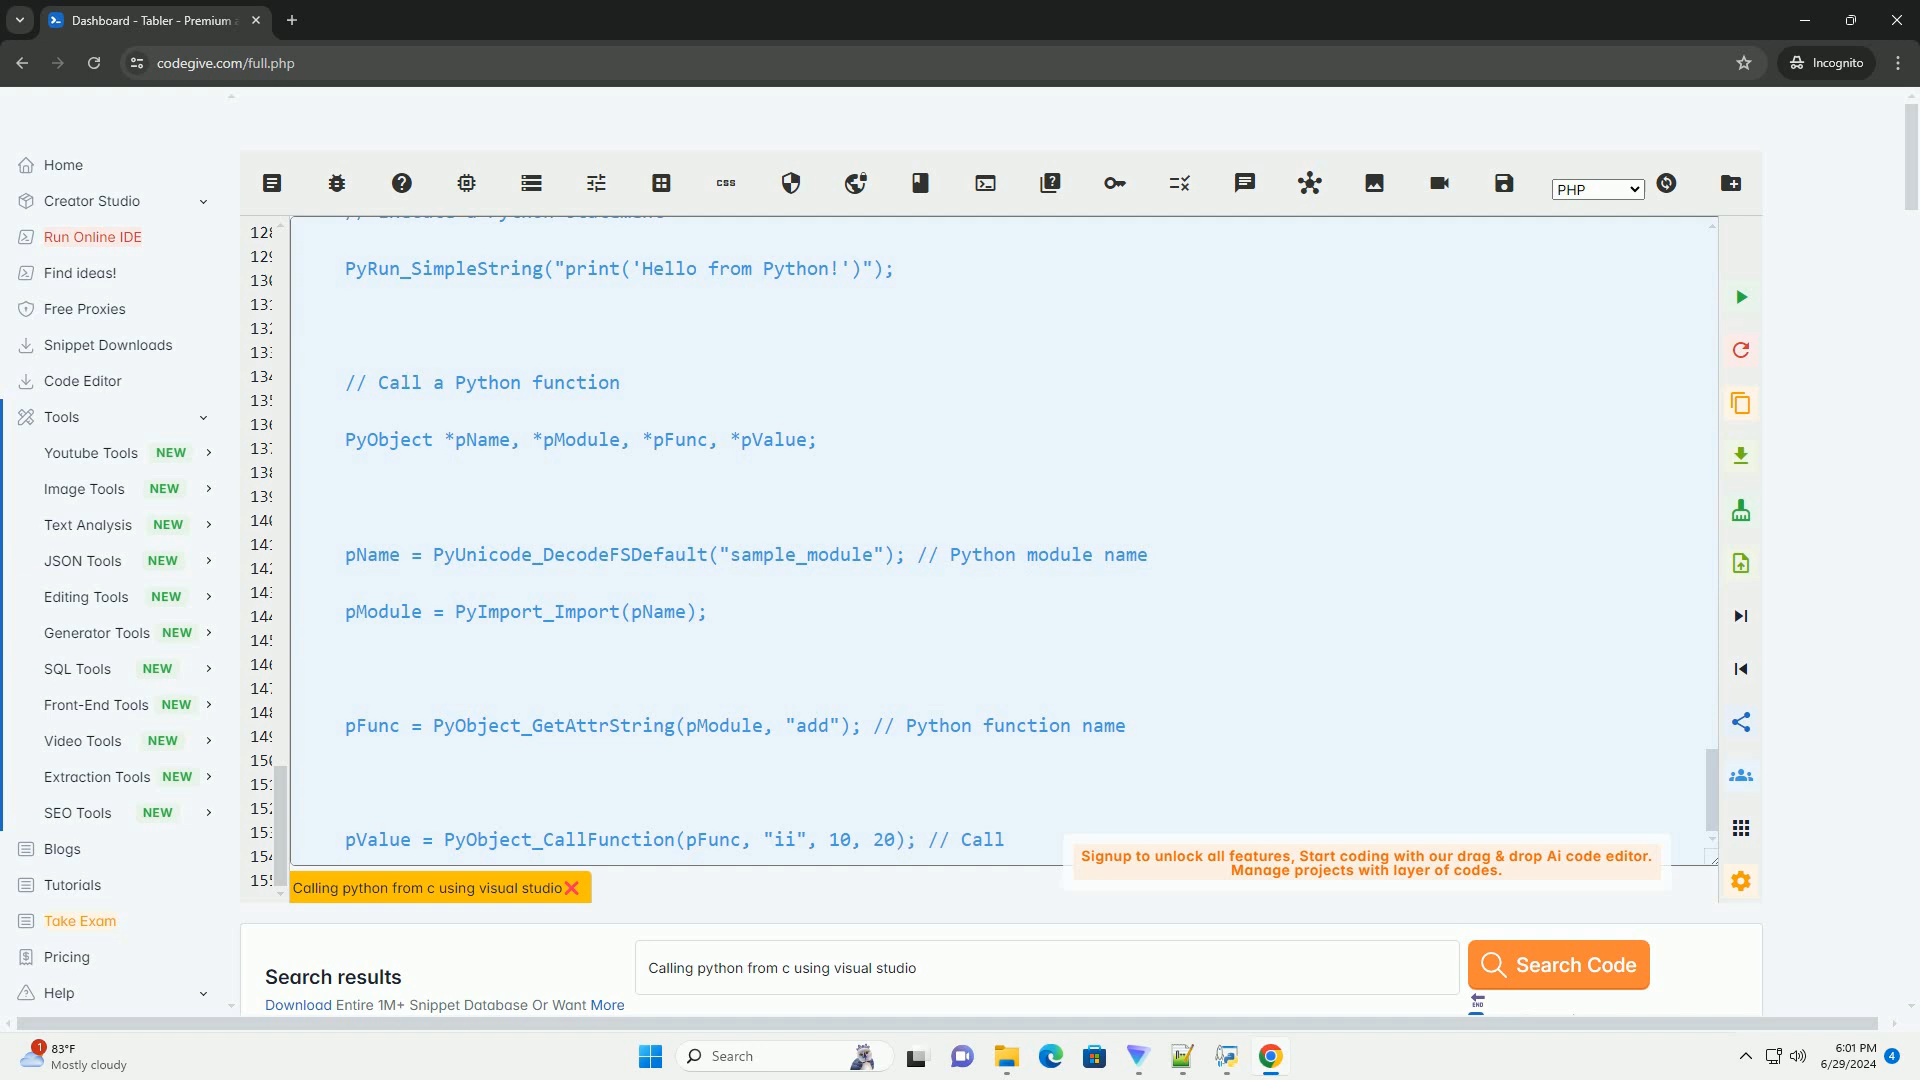 Dashboard - Tabler - Premium
codegive.com/full.php
Incognito
Home
Creator Studio
Run Online IDE
Find ideas!
Free Proxies
Snippet Downloads
Code Editor
Tools
Youtube Tools NEW
Image Tools NEW
Text Analysis NEW
JSON Tools NEW
Editing Tools NEW
Generator Tools NEW
SQL Tools NEW
Front-End Tools NEW
Video Tools NEW
Extraction Tools NEW
SEO Tools NEW
Blogs
Tutorials
Take Exam
Pricing
Help
css
PHP
PyRun_SimpleString("print('Hello from Python!')");
// Call a Python function
PyObject *pName, *pModule, *pFunc, *pValue;
pName = PyUnicode_DecodeFSDefault("sample_module"); // Python module name
pModule = PyImport_Import(pName);
pFunc = PyObject_GetAttrString(pModule, "add"); // Python function name
pValue = PyObject_CallFunction(pFunc, "ii", 10, 20); // Call
Signup to unlock all features, Start coding with our drag & drop Ai code editor.
Manage projects with layer of codes.
Calling python from c using visual studio
Search results
Download Entire 1M+ Snippet Database Or Want More
Calling python from c using visual studio
Search Code
END
1
83°F
Mostly cloudy
Search
6:01 PM
6/29/2024
4